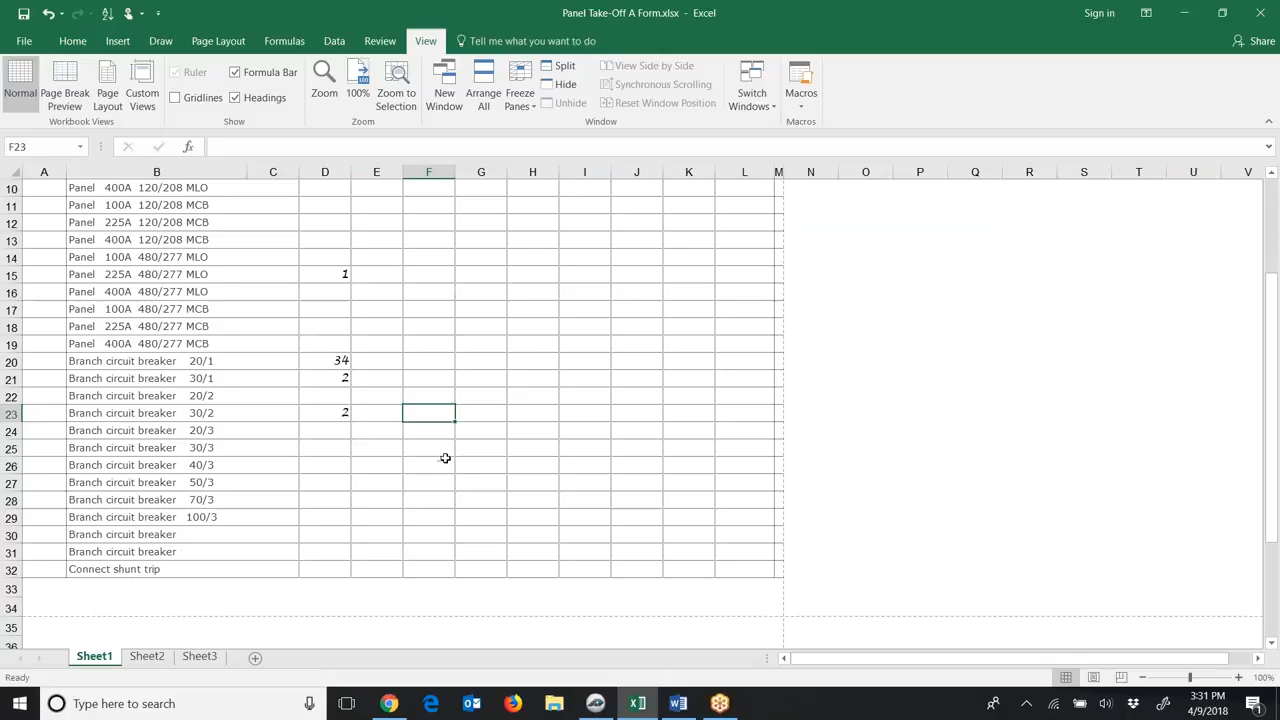 Panel Take-Off A Form.xlsx - Excel
Sign in
File Home Insert Draw Page Layout Formulas Data Review View Tell me what you want to do Share
Normal
Page Break Preview
Page Layout
Custom Views
Workbook Views
Ruler
Formula Bar
Gridlines
Headings
Show
Zoom
100%
Zoom to Selection
Zoom
New Window
Arrange All
Freeze Panes
Split
Hide
Unhide
View Side by Side
Synchronous Scrolling
Reset Window Position
Window
Switch Windows
Macros
Macros
F23
fx
A B C D E F G H I J K L M N O P Q R S T U V
10 Panel 400A 120/208 MLO
11 Panel 100A 120/208 MCB
12 Panel 225A 120/208 MCB
13 Panel 400A 120/208 MCB
14 Panel 100A 480/277 MLO
15 Panel 225A 480/277 MLO 1
16 Panel 400A 480/277 MLO
17 Panel 100A 480/277 MCB
18 Panel 225A 480/277 MCB
19 Panel 400A 480/277 MCB
20 Branch circuit breaker 20/1 34
21 Branch circuit breaker 30/1 2
22 Branch circuit breaker 20/2
23 Branch circuit breaker 30/2 2
24 Branch circuit breaker 20/3
25 Branch circuit breaker 30/3
26 Branch circuit breaker 40/3
27 Branch circuit breaker 50/3
28 Branch circuit breaker 70/3
29 Branch circuit breaker 100/3
30 Branch circuit breaker
31 Branch circuit breaker
32 Connect shunt trip
33
34
35
36
Sheet1 Sheet2 Sheet3
Ready
100%
Type here to search
3:31 PM
4/9/2018